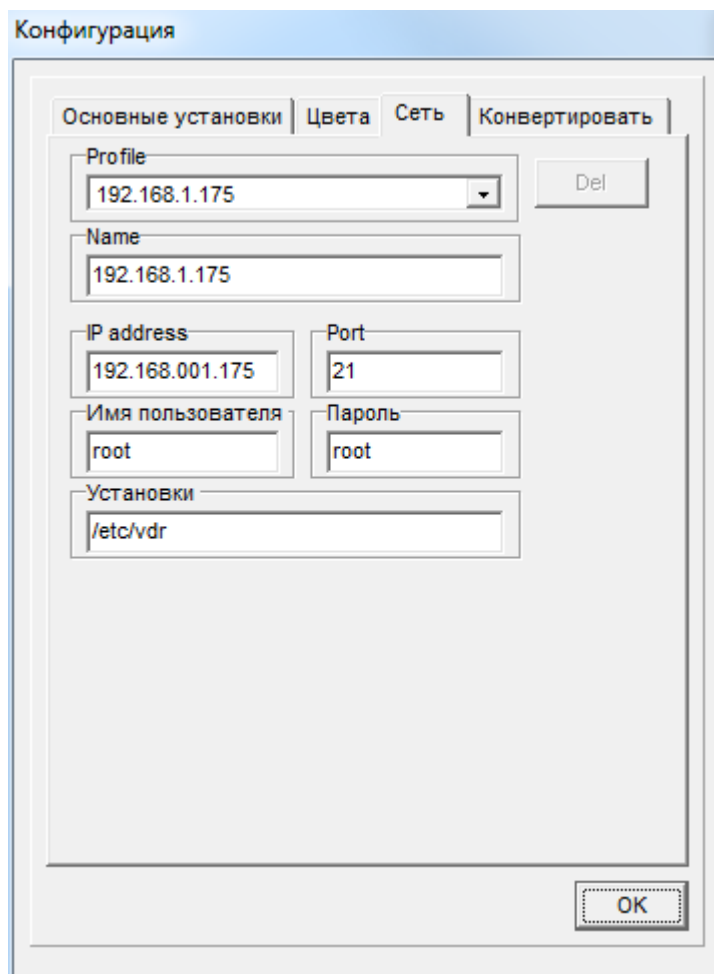 Конфигурация
Основные установки Цвета Сеть Конвертировать
Profile
192.168.1.175
Del
Name
192.168.1.175
IP address Port
192.168.001.175 21
Имя пользователя Пароль
root root
Установки
/etc/vdr
OK